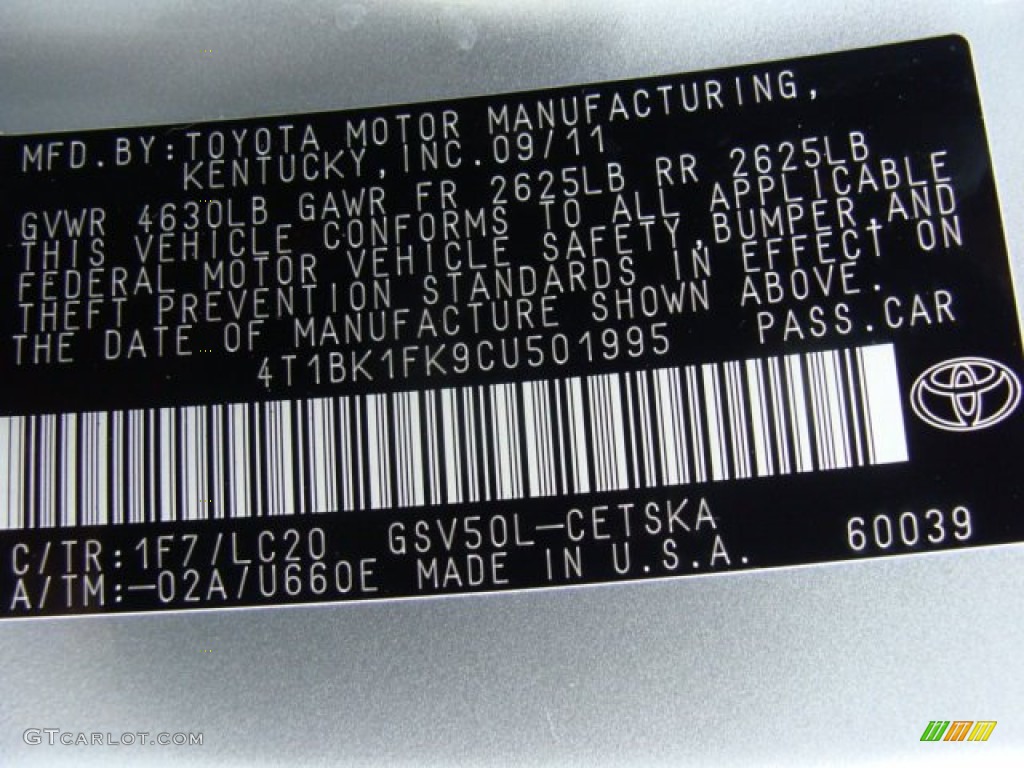 MFD.BY:TOYOTA MOTOR MANUFACTURING,
KENTUCKY,INC.09/11
GVWR 4630LB GAWR FR 2625LB RR 2625LB
THIS VEHICLE CONFORMS TO ALL APPLICABLE
FEDERAL MOTOR VEHICLE SAFETY,BUMPER,AND
THEFT PREVENTION STANDARDS IN EFFECT ON
THE DATE OF MANUFACTURE SHOWN ABOVE.
4T1BK1FK9CU501995 PASS.CAR
C/TR:1F7/LC20 GSV50L-CETSKA
A/TM:-02A/U660E MADE IN U.S.A. 60039
GTCARLOT.COM